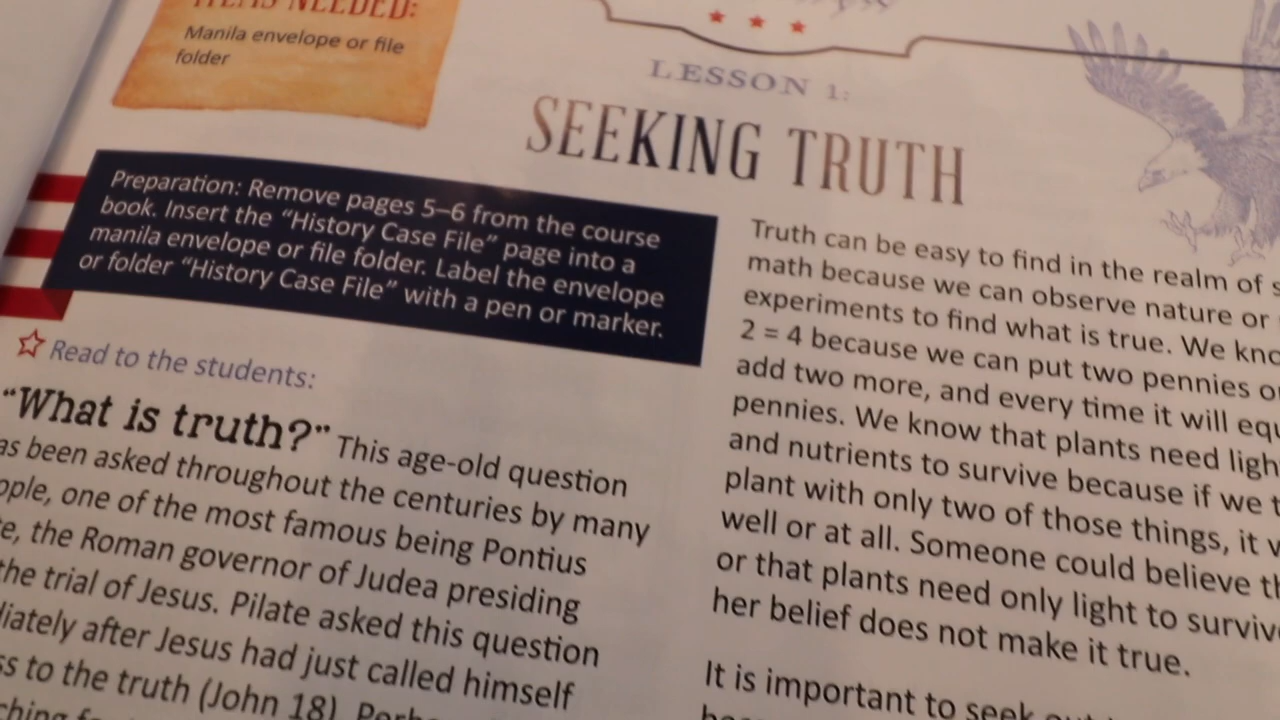 ITEMS NEEDED:
Manila envelope or file
folder
LESSON 1:
SEEKING TRUTH
Preparation: Remove pages 5–6 from the course
book. Insert the “History Case File” page into a
manila envelope or file folder. Label the envelope
or folder “History Case File” with a pen or marker.
Read to the students:
“What is truth?” This age-old question
been asked throughout the centuries by many
one of the most famous being Pontius
the Roman governor of Judea presiding
the trial of Jesus. Pilate asked this question
after Jesus had just called himself
to the truth (John 18).
Truth can be easy to find in the realm of
math because we can observe nature or
experiments to find what is true. We
2 = 4 because we can put two pennies
add two more, and every time it will
pennies. We know that plants need
and nutrients to survive because if we
plant with only two of those things, it
well or at all. Someone could believe
or that plants need only light to
her belief does not make it true.
It is important to seek